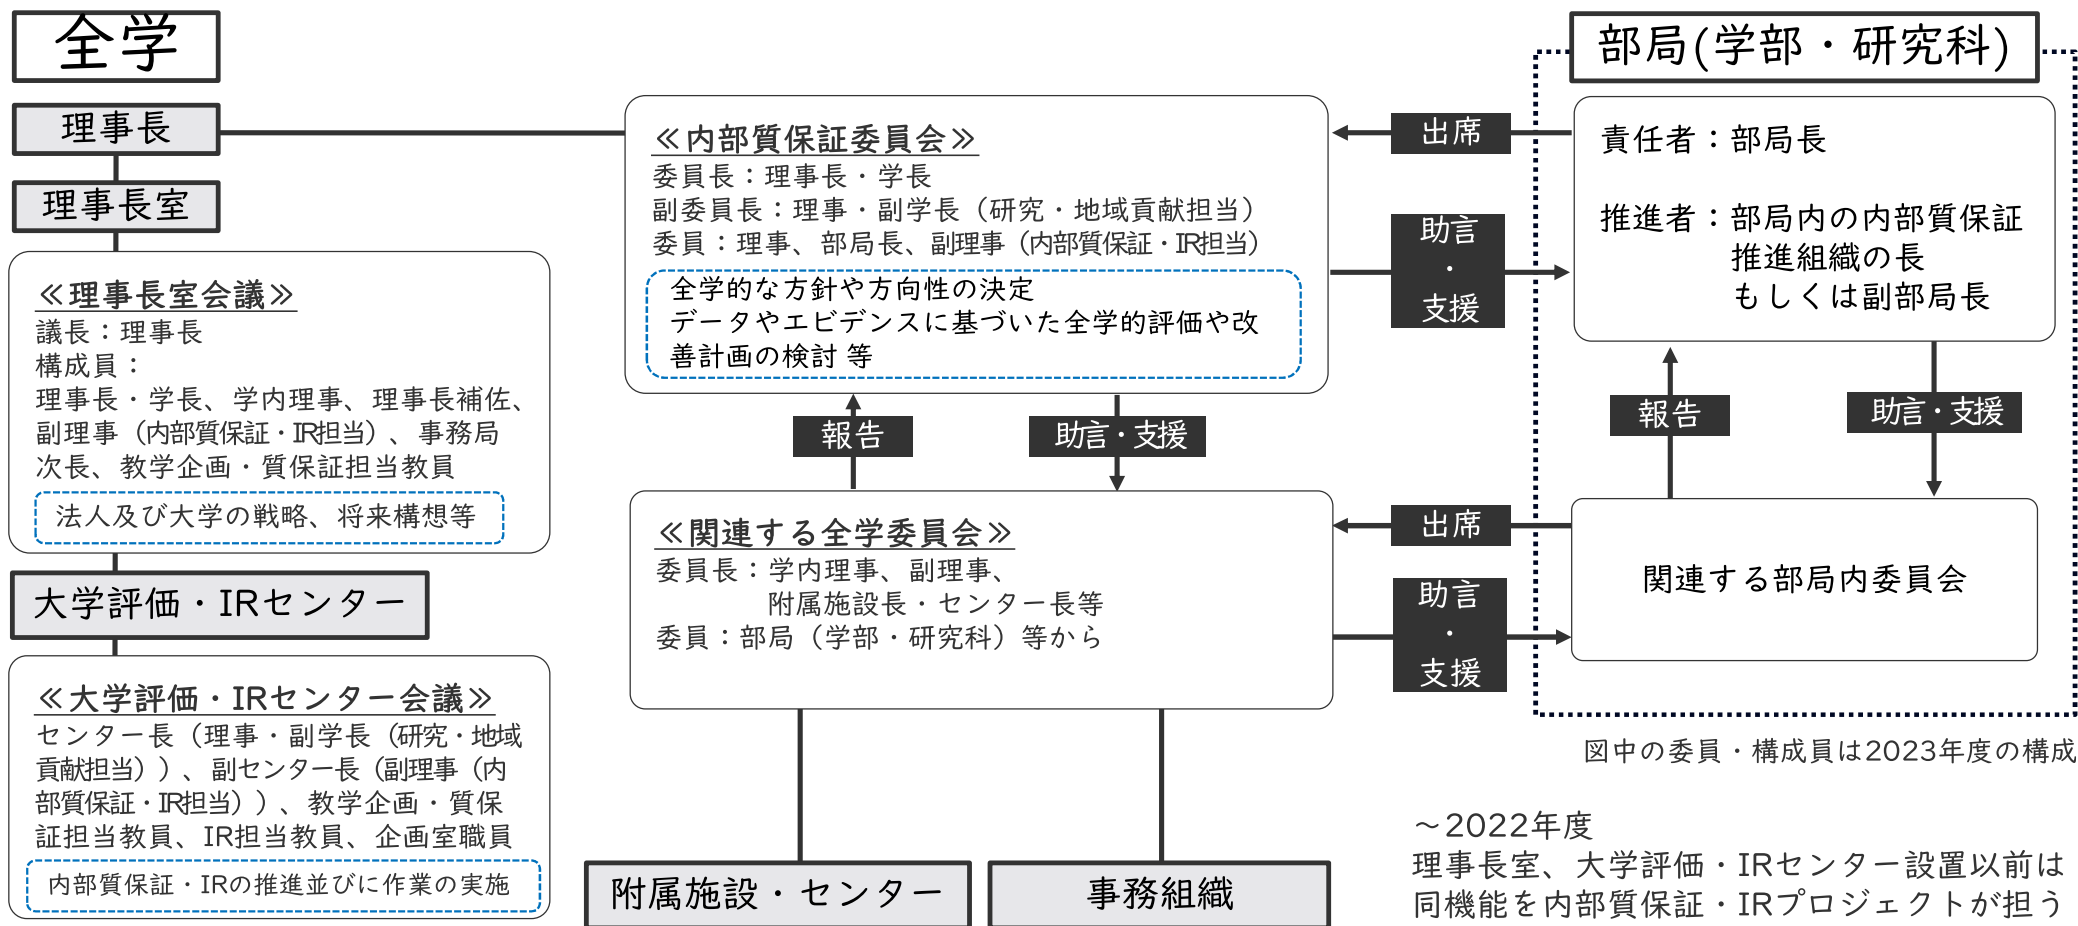 全学
理事長
理事長室
≪理事長室会議≫
議長：理事長
構成員：
理事長・学長、学内理事、理事長補佐、
副理事（内部質保証・IR担当）、事務局
次長、教学企画・質保証担当教員
法人及び大学の戦略、将来構想等
大学評価・IRセンター
≪大学評価・IRセンター会議≫
センター長（理事・副学長（研究・地域
貢献担当））、副センター長（副理事（内
部質保証・IR担当））、教学企画・質保
証担当教員、IR担当教員、企画室職員
内部質保証・IRの推進並びに作業の実施
≪内部質保証委員会≫
委員長：理事長・学長
副委員長：理事・副学長（研究・地域貢献担当）
委員：理事、部局長、副理事（内部質保証・IR担当）
全学的な方針や方向性の決定
データやエビデンスに基づいた全学的評価や改
善計画の検討 等
報告
助言・支援
≪関連する全学委員会≫
委員長：学内理事、副理事、
附属施設長・センター長等
委員：部局（学部・研究科）等から
附属施設・センター
事務組織
出席
助言
・
支援
出席
助言
・
支援
部局(学部・研究科)
責任者：部局長
推進者：部局内の内部質保証
推進組織の長
もしくは副部局長
報告
助言・支援
関連する部局内委員会
図中の委員・構成員は2023年度の構成
～2022年度
理事長室、大学評価・IRセンター設置以前は
同機能を内部質保証・IRプロジェクトが担う